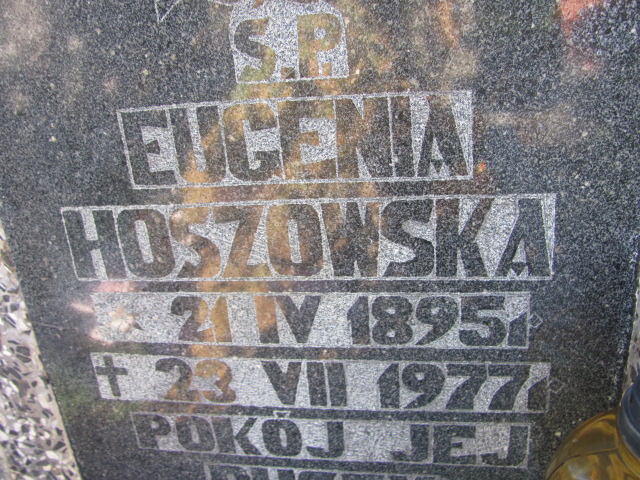 Ś.P.
EUGENIA
HOSZOWSKA
* 21 IV 1895 r.
✝ 23 VII 1977 r.
POKÓJ JEJ